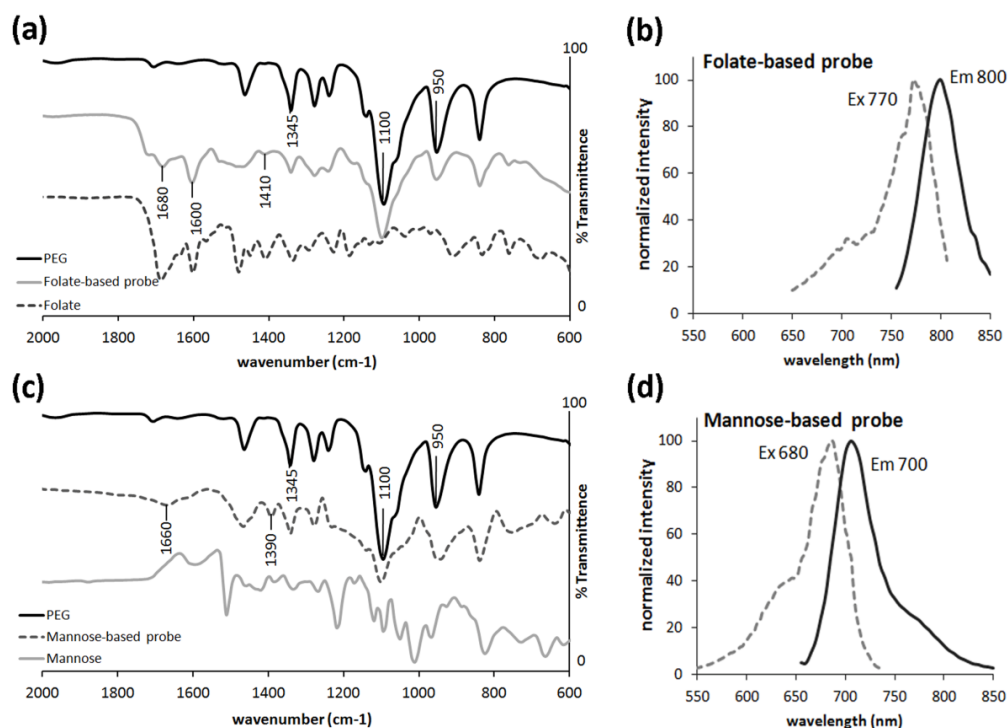 (a)
100
950
1345
1100
1680
1600
1410
% Transmittence
PEG
Folate-based probe
Folate
0
2000 1800 1600 1400 1200 1000 800 600
wavenumber (cm-1)
(b)
Folate-based probe
Ex 770
Em 800
normalized intensity
100
80
60
40
20
0
550 650 700 750 800 850
wavelength (nm)
(c)
100
950
1345
1100
1660
1390
% Transmittence
PEG
Mannose-based probe
Mannose
0
2000 1800 1600 1400 1200 1000 800 600
wavenumber (cm-1)
(d)
Mannose-based probe
Ex 680
Em 700
normalized intensity
100
80
60
40
20
0
550 600 650 700 750 800 850
wavelength (nm)